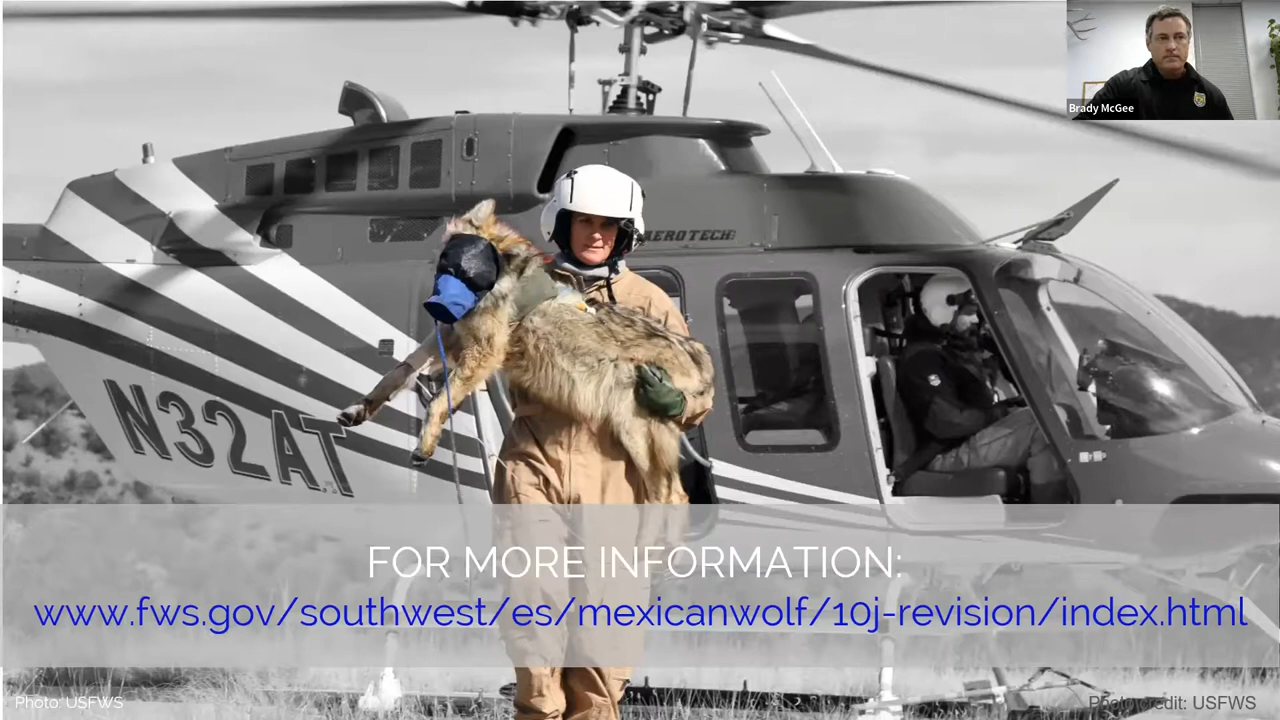 Brady McGee
AEROTECH
N32AT
FOR MORE INFORMATION:
www.fws.gov/southwest/es/mexicanwolf/10j-revision/index.html
Photo: USFWS
Photo credit: USFWS